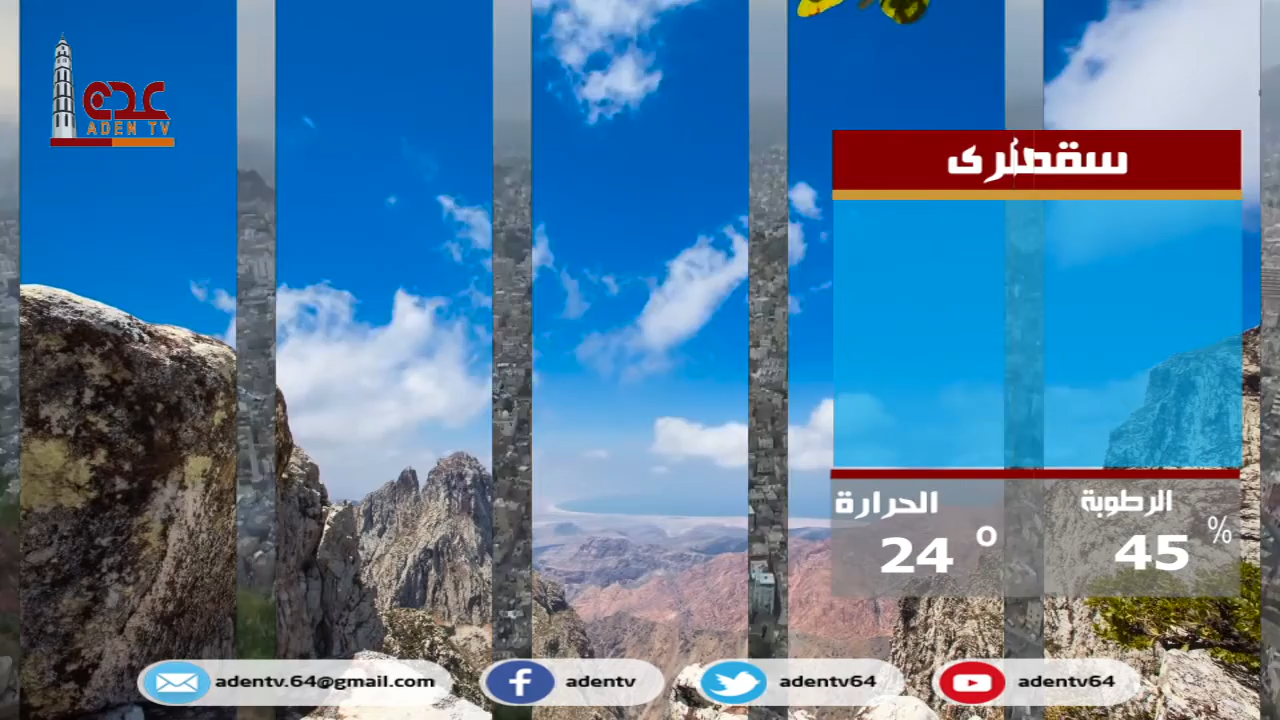 عدن
ADEN TV
سقطرى
الحرارة
24 o
الرطوبة
45 %
adentv.64@gmail.com
adentv
adentv64
adentv64